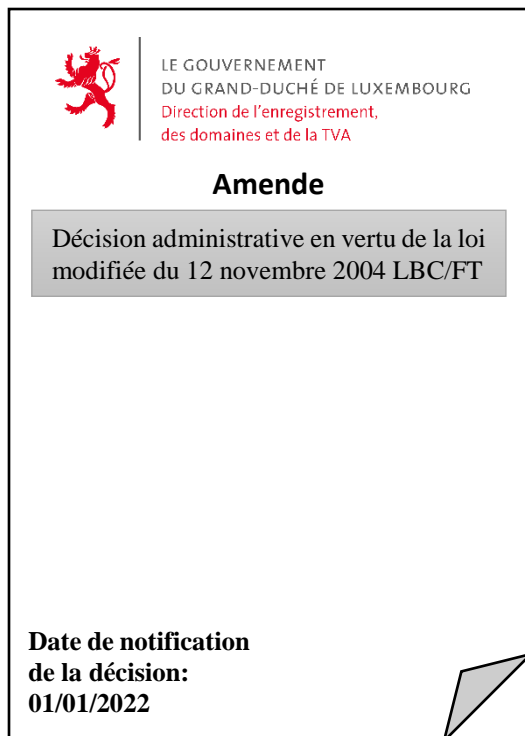 LE GOUVERNEMENT
DU GRAND-DUCHÉ DE LUXEMBOURG
Direction de l'enregistrement,
des domaines et de la TVA
Amende
Décision administrative en vertu de la loi
modifiée du 12 novembre 2004 LBC/FT
Date de notification
de la décision:
01/01/2022